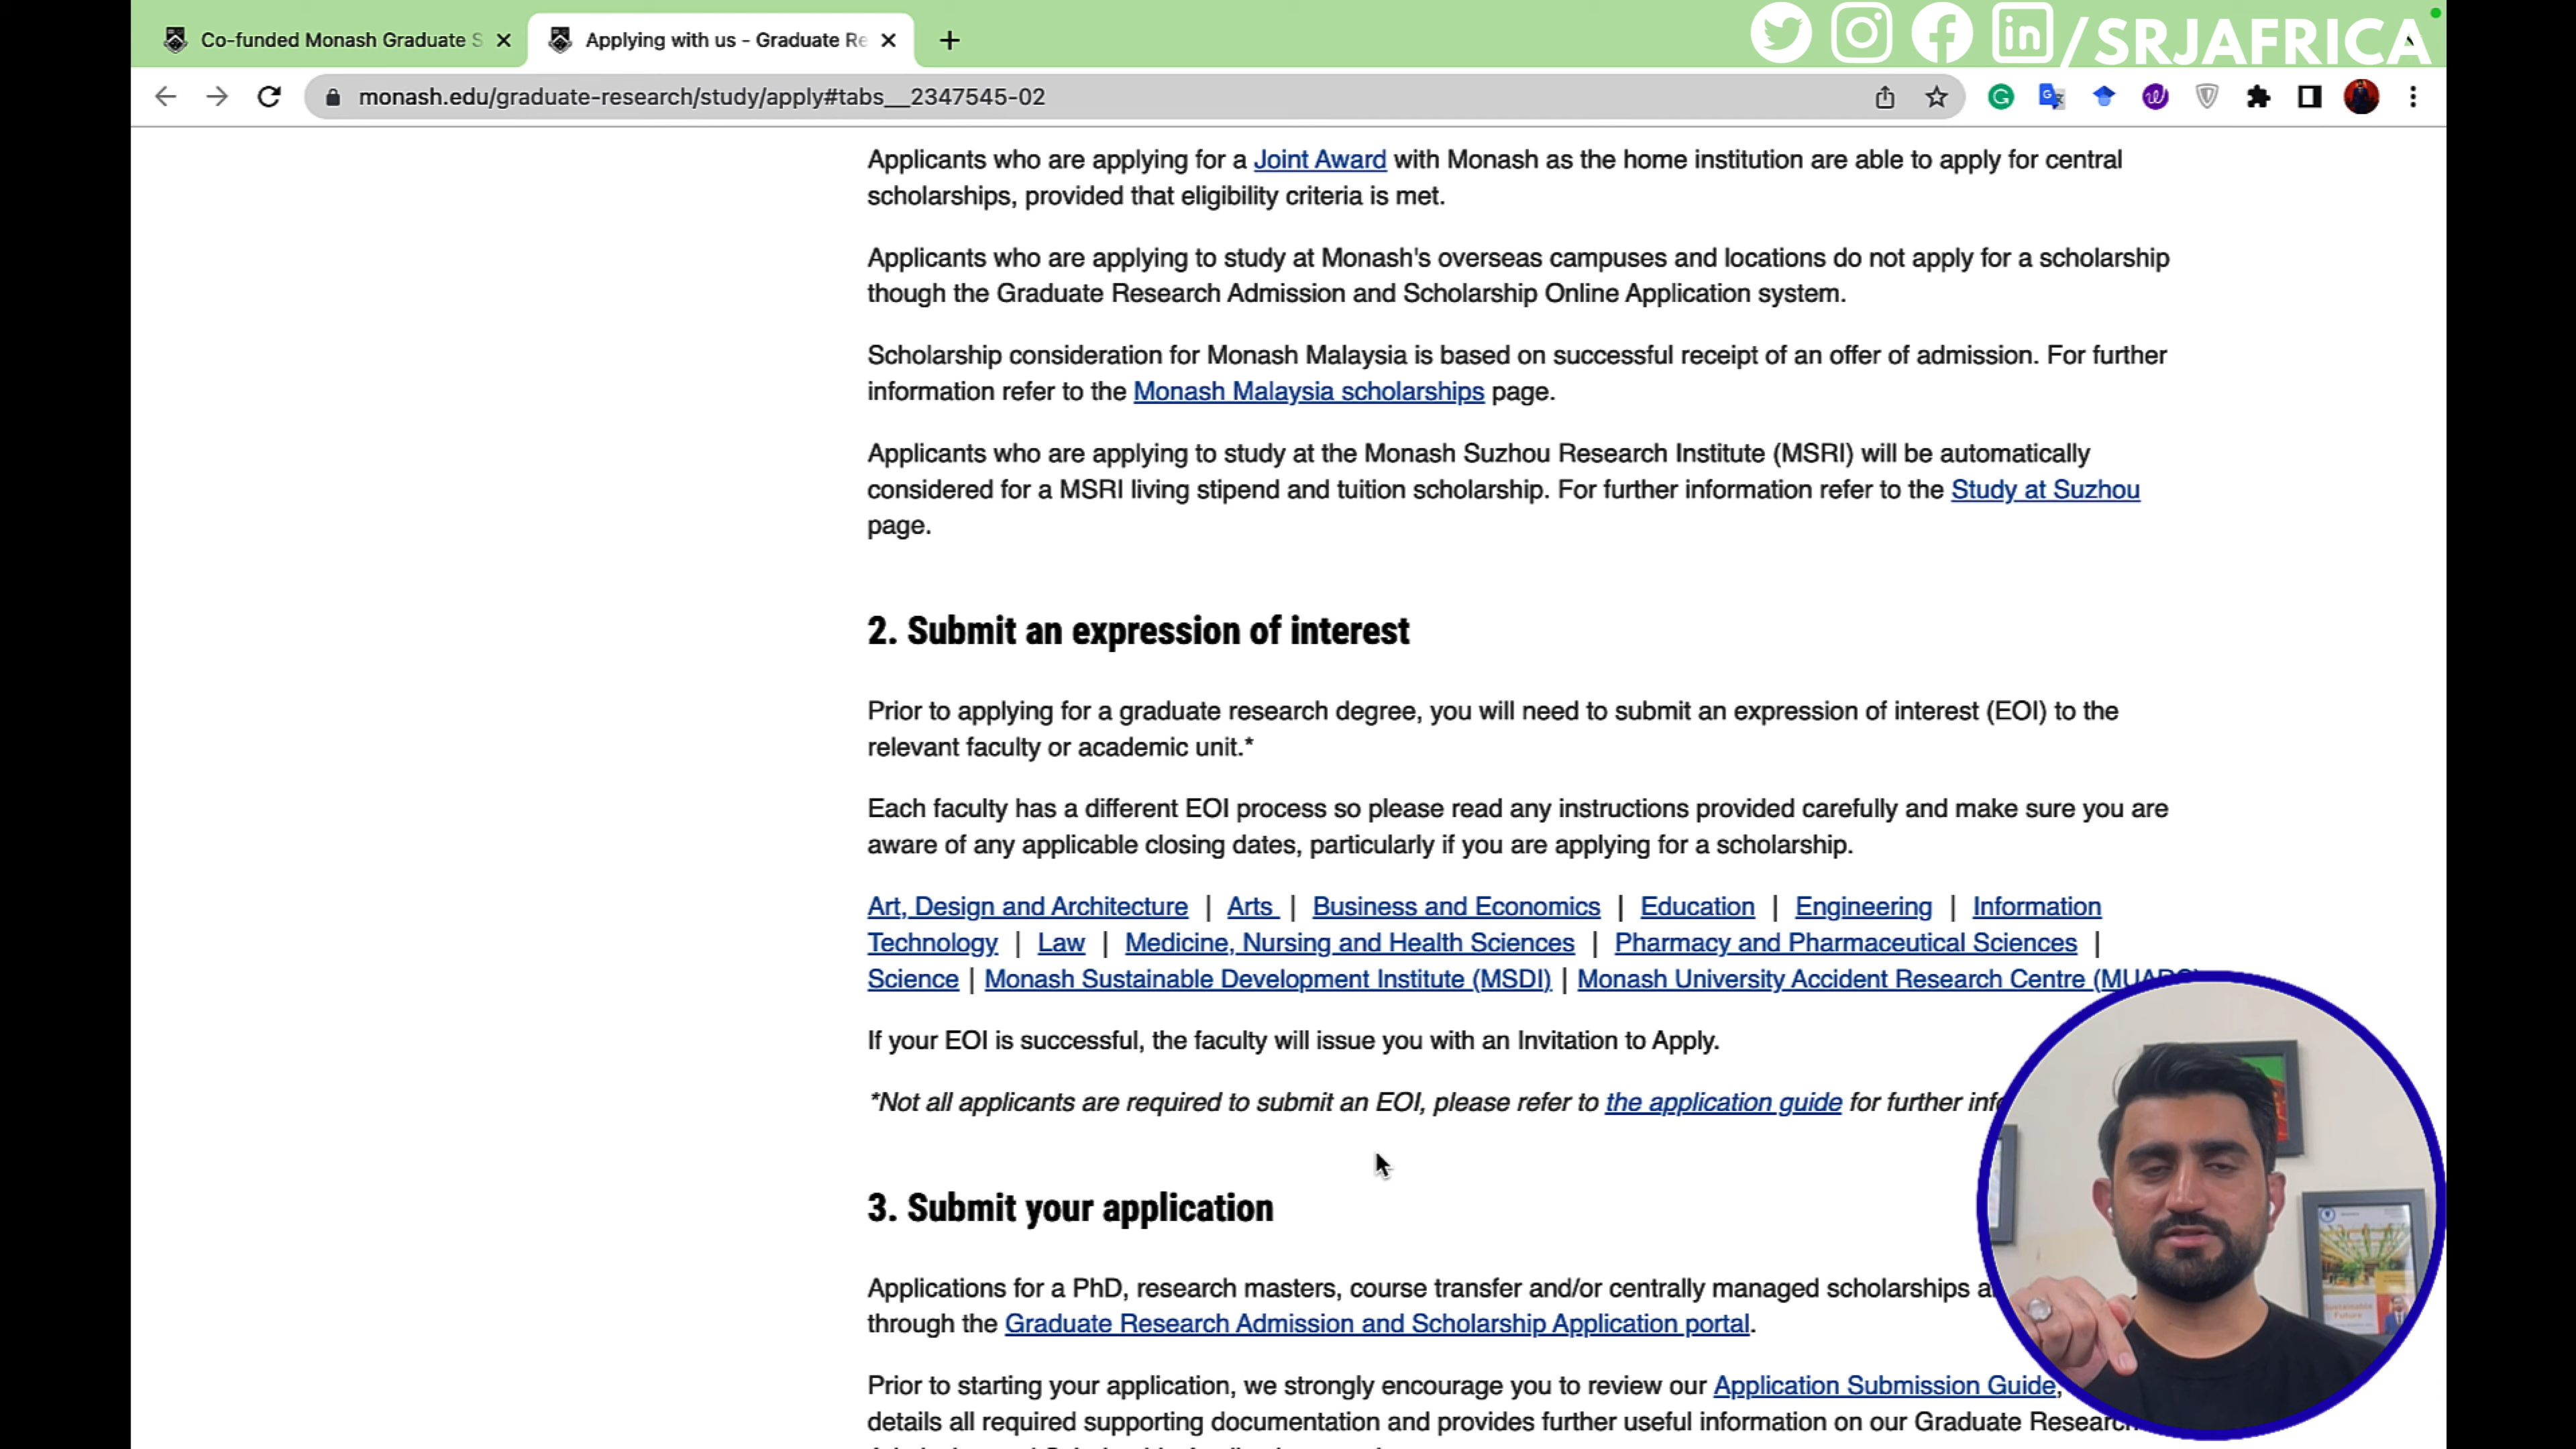 Co-funded Monash Graduate S
Applying with us - Graduate Re
/SRJAFRICA
monash.edu/graduate-research/study/apply#tabs__2347545-02
Applicants who are applying for a Joint Award with Monash as the home institution are able to apply for central
scholarships, provided that eligibility criteria is met.
Applicants who are applying to study at Monash's overseas campuses and locations do not apply for a scholarship
though the Graduate Research Admission and Scholarship Online Application system.
Scholarship consideration for Monash Malaysia is based on successful receipt of an offer of admission. For further
information refer to the Monash Malaysia scholarships page.
Applicants who are applying to study at the Monash Suzhou Research Institute (MSRI) will be automatically
considered for a MSRI living stipend and tuition scholarship. For further information refer to the Study at Suzhou
page.
2. Submit an expression of interest
Prior to applying for a graduate research degree, you will need to submit an expression of interest (EOI) to the
relevant faculty or academic unit.*
Each faculty has a different EOI process so please read any instructions provided carefully and make sure you are
aware of any applicable closing dates, particularly if you are applying for a scholarship.
Art, Design and Architecture | Arts | Business and Economics | Education | Engineering | Information
Technology | Law | Medicine, Nursing and Health Sciences | Pharmacy and Pharmaceutical Sciences |
Science | Monash Sustainable Development Institute (MSDI) | Monash University Accident Research Centre
If your EOI is successful, the faculty will issue you with an Invitation to Apply.
*Not all applicants are required to submit an EOI, please refer to the application guide for further
3. Submit your application
Applications for a PhD, research masters, course transfer and/or centrally managed scholarships
through the Graduate Research Admission and Scholarship Application portal.
Prior to starting your application, we strongly encourage you to review our Application Submission Guide,
details all required supporting documentation and provides further useful information on our Graduate Research
Sustainable
Future